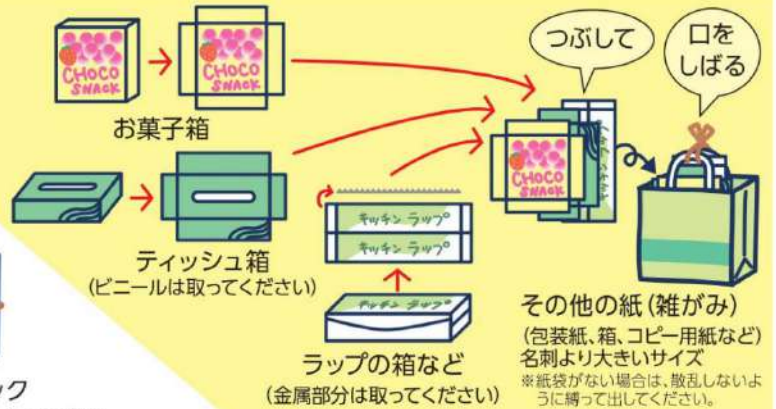 CHOCO
SNACK
CHOCO
SNACK
お菓子箱
つぶして
口を
しばる
CHOCO
SNACK
キッチンラップ
ティッシュ箱
(ビニールは取ってください)
キッチン ラップ
キッチン ラップ
キッチン ラップ
ラップの箱など
(金属部分は取ってください)
その他の紙(雑がみ)
(包装紙、箱、コピー用紙など)
名刺より大きいサイズ
※紙袋がない場合は、散乱しないよ
うに縛って出してください。
ック